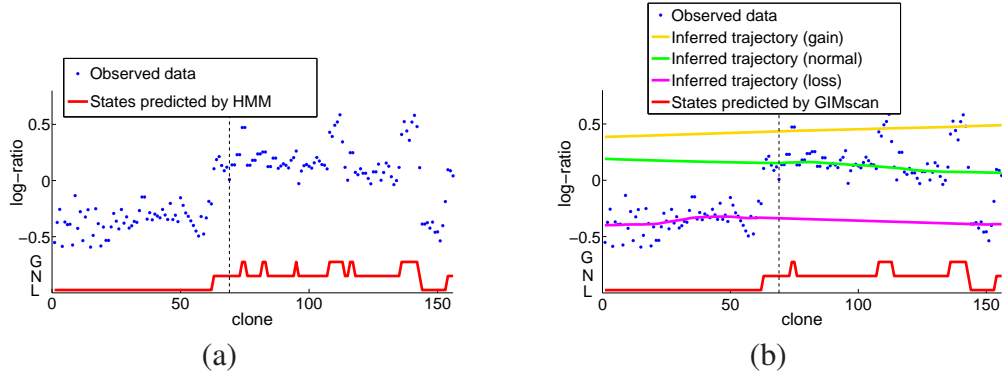 Observed data
States predicted by HMM
log-ratio
0.5
0
−0.5
G
N
L
0
50
100
150
clone
(a)
Observed data
Inferred trajectory (gain)
Inferred trajectory (normal)
Inferred trajectory (loss)
States predicted by GIMscan
log-ratio
0.5
0
−0.5
G
N
L
0
50
100
150
clone
(b)